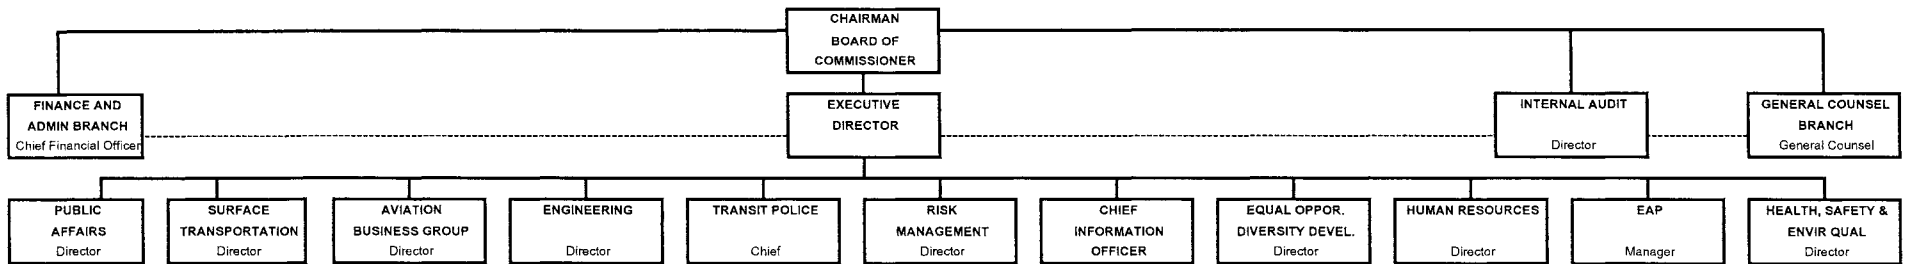 CHAIRMAN
BOARD OF
COMMISSIONER
FINANCE AND
ADMIN BRANCH
Chief Financial Officer
EXECUTIVE
DIRECTOR
INTERNAL AUDIT
Director
GENERAL COUNSEL
BRANCH
General Counsel
PUBLIC
AFFAIRS
Director
SURFACE
TRANSPORTATION
Director
AVIATION
BUSINESS GROUP
Director
ENGINEERING
Director
TRANSIT POLICE
Chief
RISK
MANAGEMENT
Director
CHIEF
INFORMATION
OFFICER
EQUAL OPPOR.
DIVERSITY DEVEL.
Director
HUMAN RESOURCES
Director
EAP
Manager
HEALTH, SAFETY &
ENVIR QUAL
Director